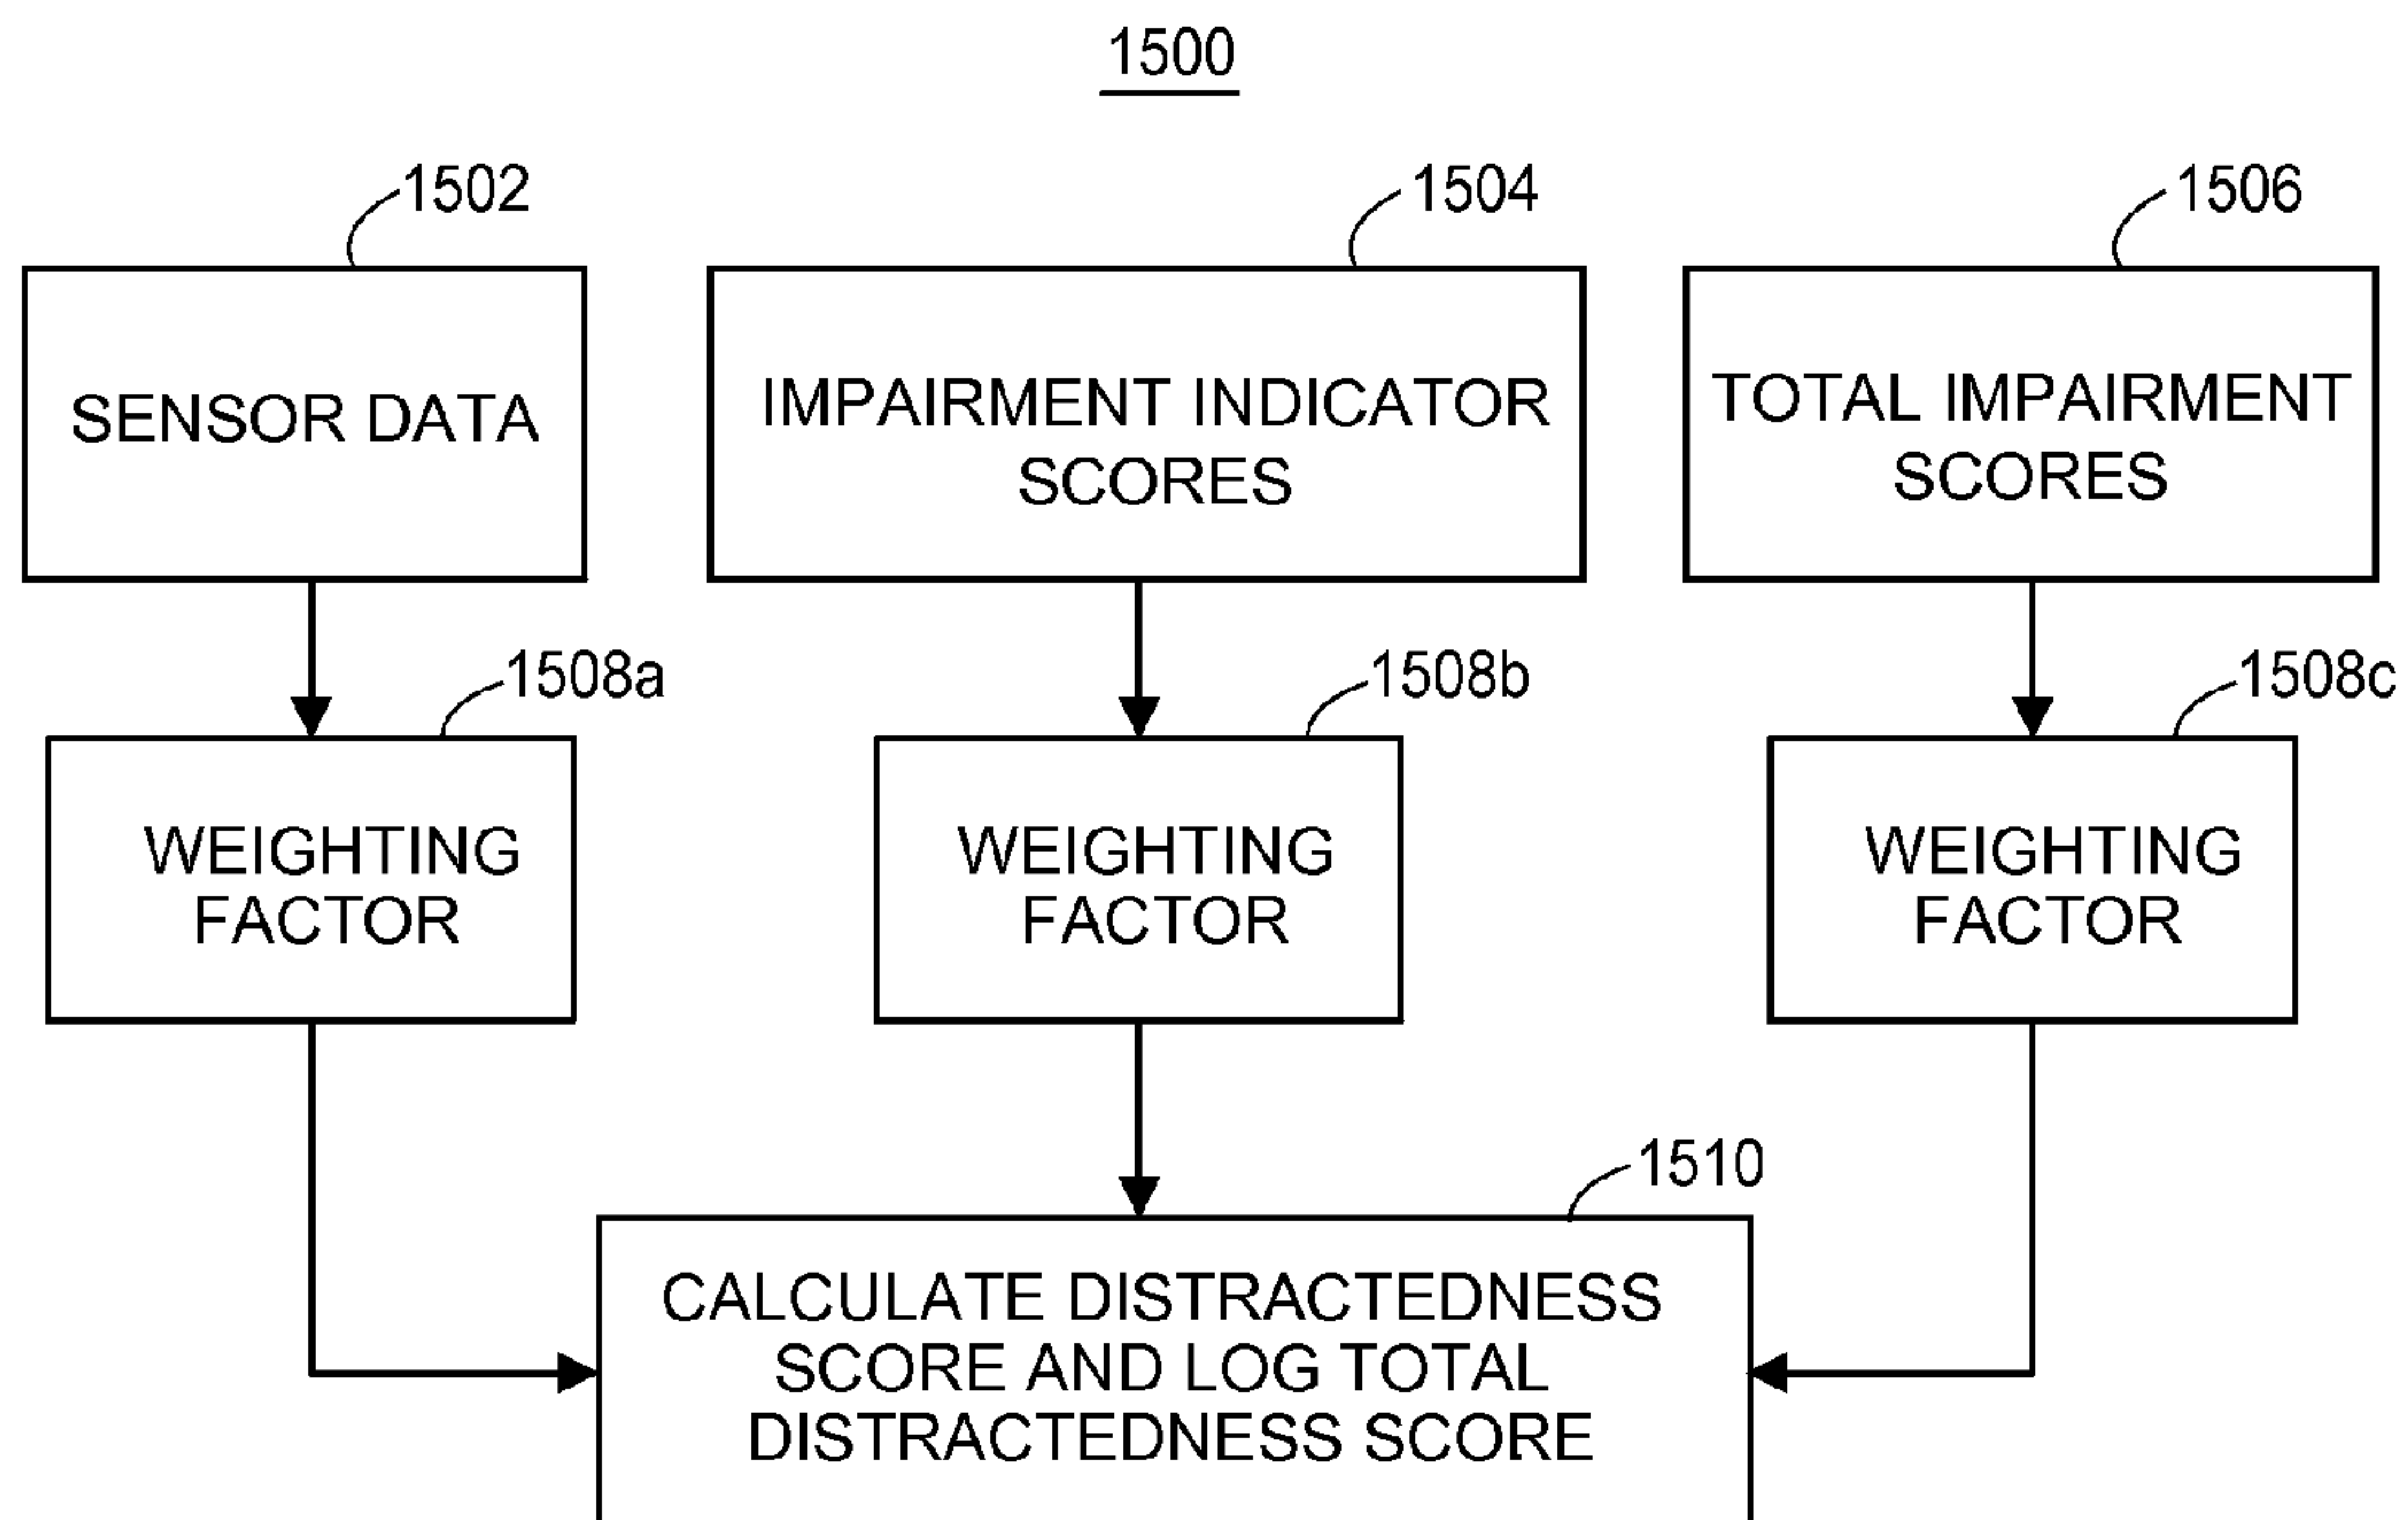 1500
1502
1504
1506
SENSOR DATA
IMPAIRMENT INDICATOR
SCORES
TOTAL IMPAIRMENT
SCORES
1508a
1508b
1508c
WEIGHTING
FACTOR
WEIGHTING
FACTOR
WEIGHTING
FACTOR
1510
CALCULATE DISTRACTEDNESS
SCORE AND LOG TOTAL
DISTRACTEDNESS SCORE